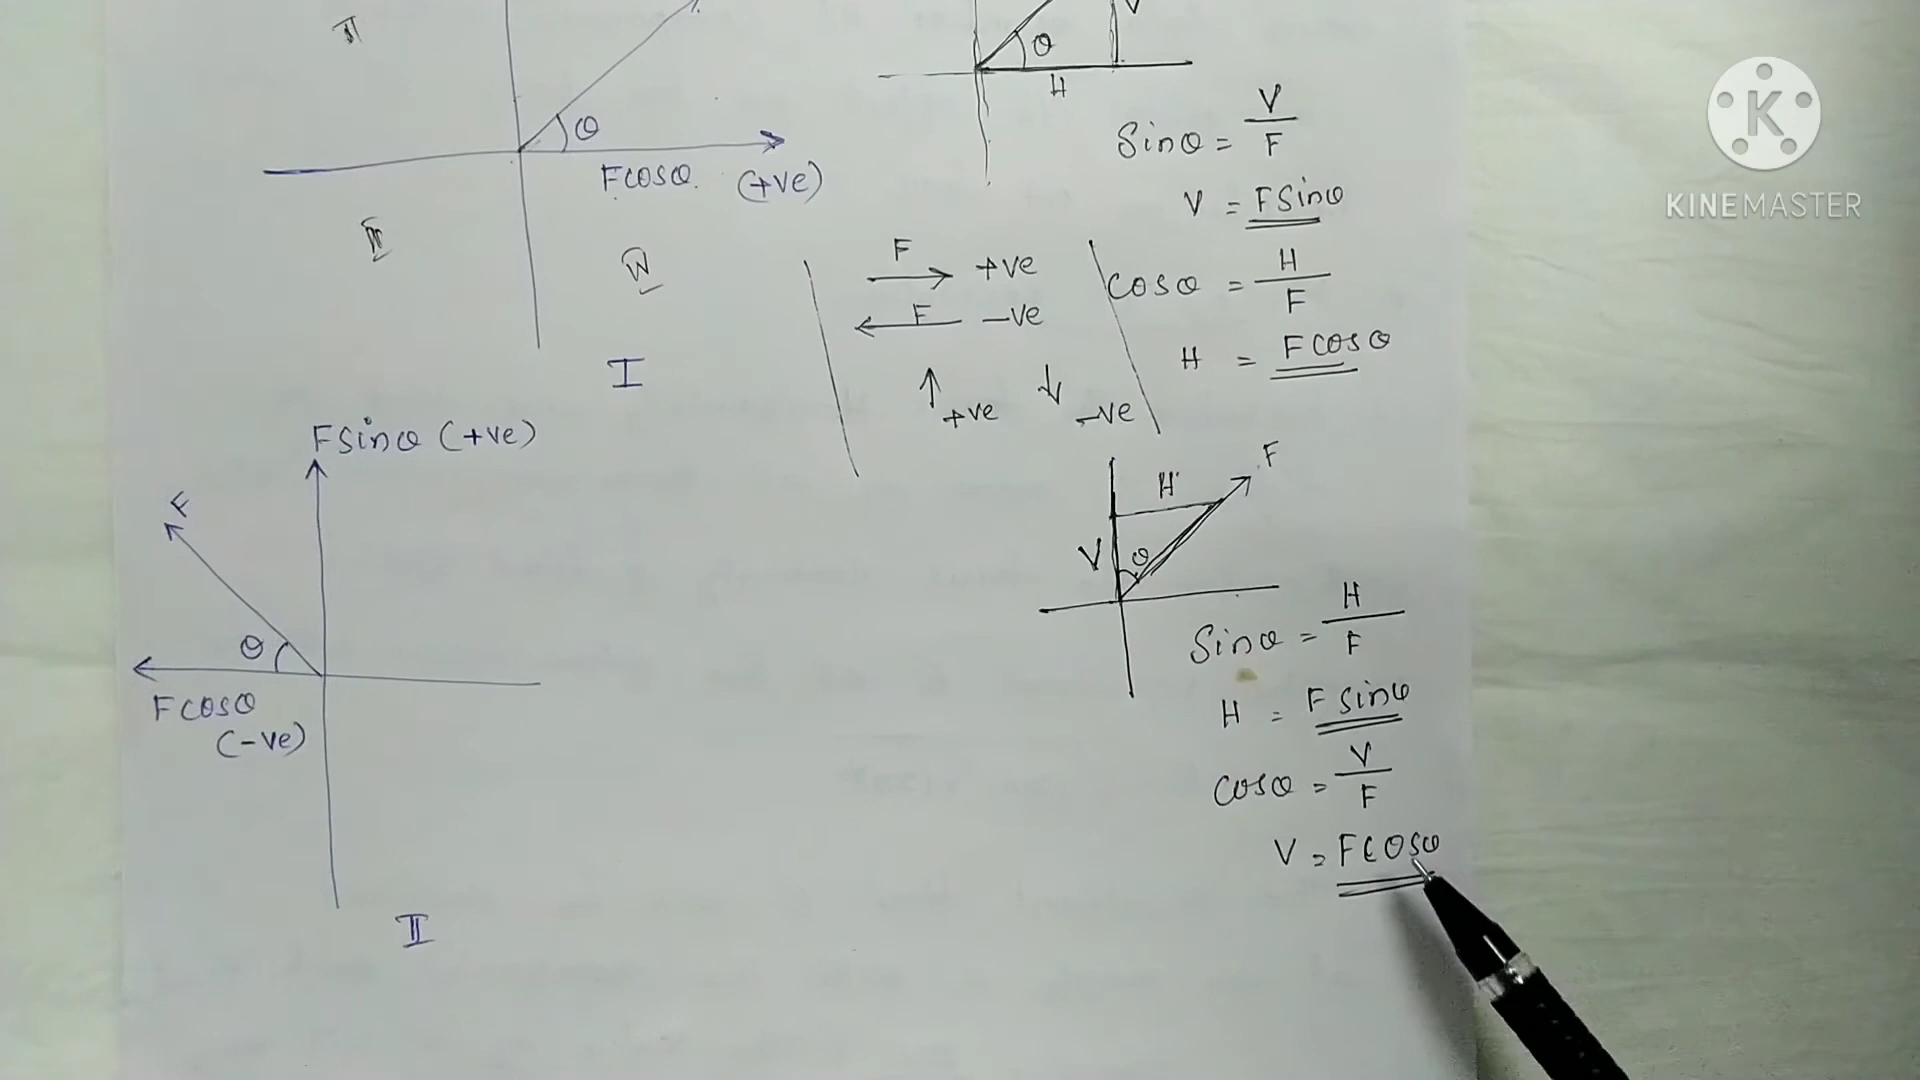 II
θ
Fcosθ (+ve)
III
IV
I
V
θ
H
Sinθ = V/F
V = FSinθ
Cosθ = H/F
H = FCosθ
F +ve
F -ve
+ve -ve
FSinθ (+ve)
F
θ
Fcosθ
(-ve)
II
F
H
V θ
Sinθ = H/F
H = F Sinθ
Cosθ = V/F
V = FCosθ
K
KINEMASTER